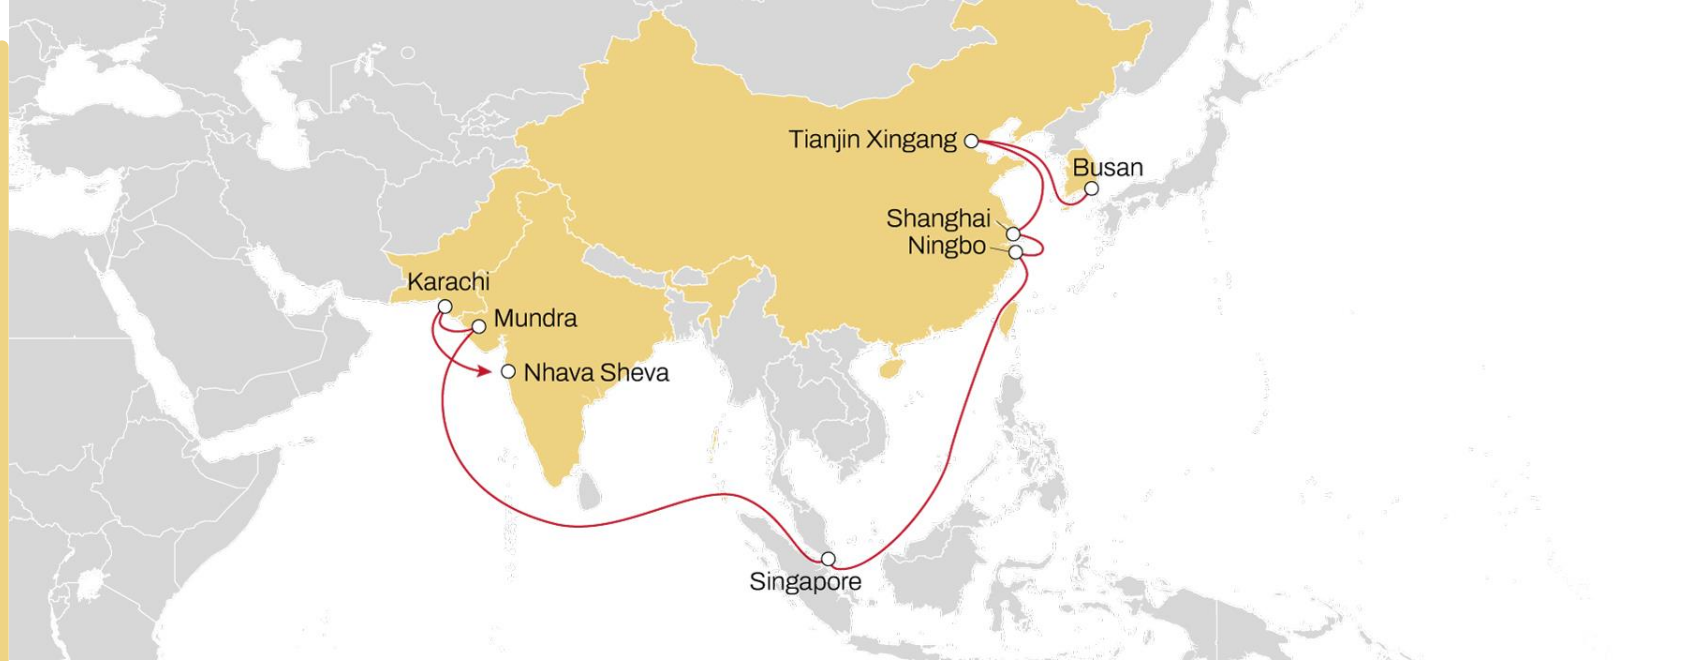 Tianjin Xingang
Busan
Shanghai
Ningbo
Karachi
Mundra
Nhava Sheva
Singapore